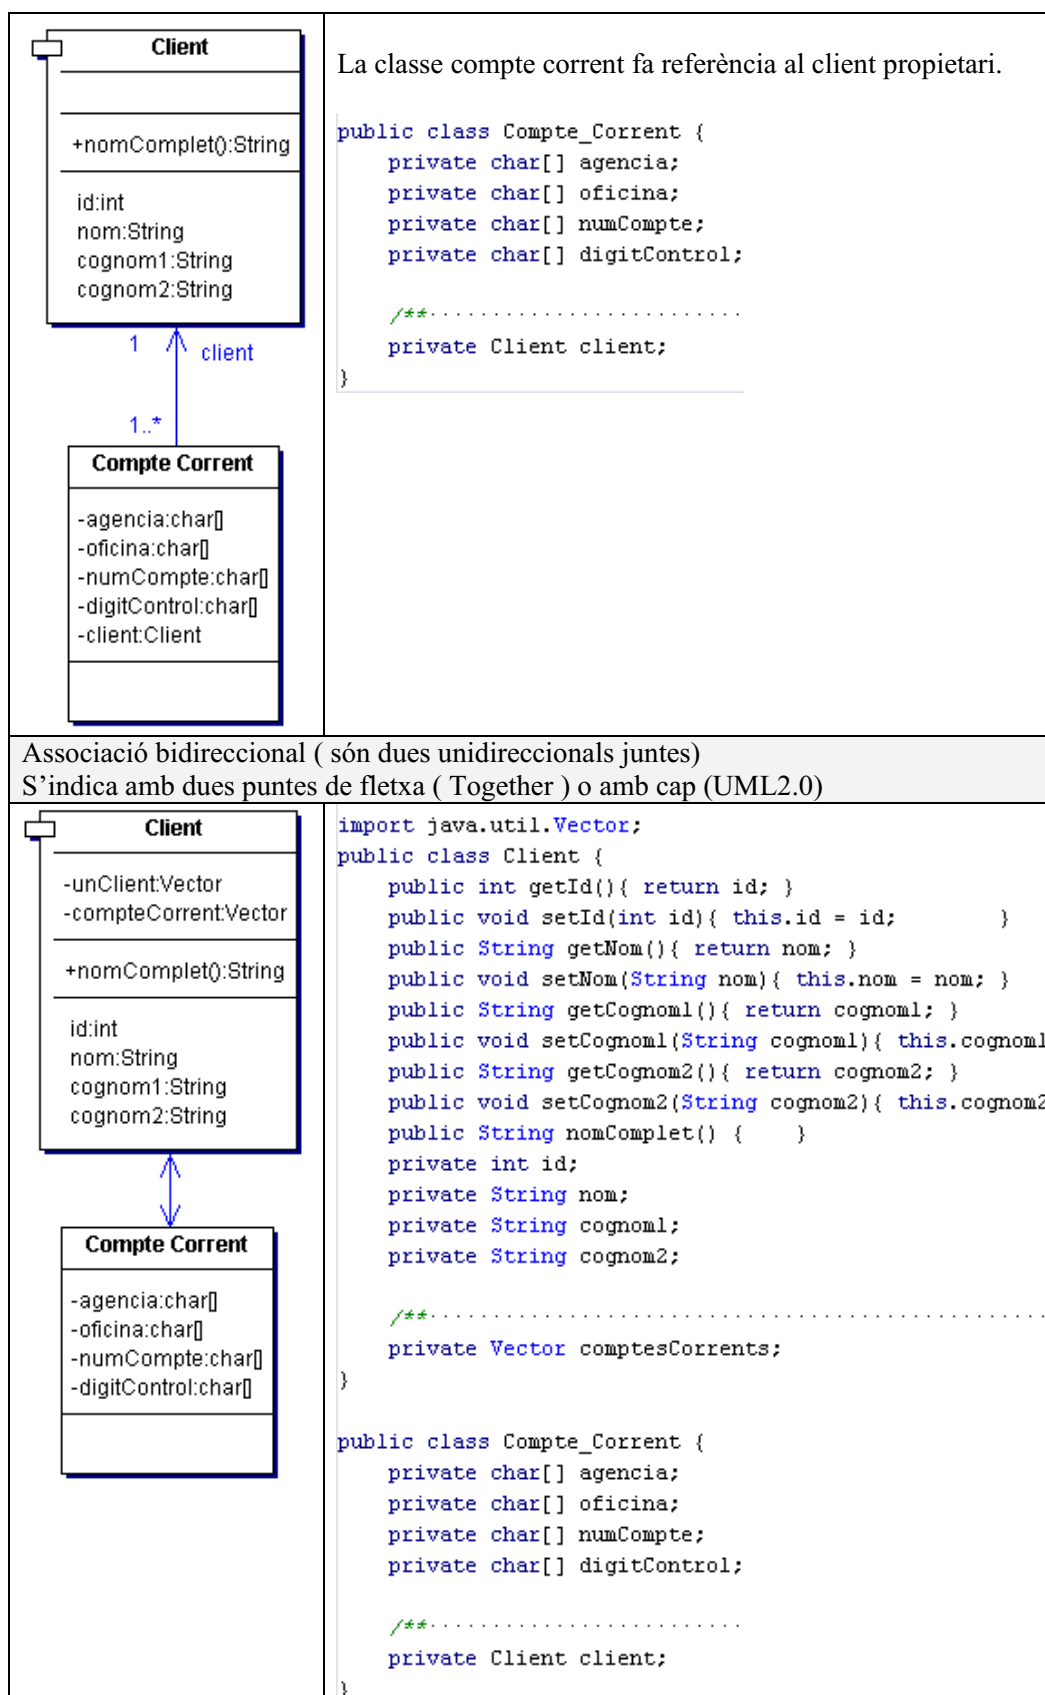 Client
+nomComplet():String
id:int
nom:String
cognom1:String
cognom2:String
1
client
1..*
Compte Corrent
-agencia:char[]
-oficina:char[]
-numCompte:char[]
-digitControl:char[]
-client:Client
La classe compte corrent fa referència al client propietari.
public class Compte_Corrent {
private char[] agencia;
private char[] oficina;
private char[] numCompte;
private char[] digitControl;
/**..........................
private Client client;
}
Associació bidireccional ( són dues unidireccionals juntes)
S'indica amb dues puntes de fletxa ( Together ) o amb cap (UML2.0)
Client
-unClient:Vector
-compteCorrent:Vector
+nomComplet():String
id:int
nom:String
cognom1:String
cognom2:String
Compte Corrent
-agencia:char[]
-oficina:char[]
-numCompte:char[]
-digitControl:char[]
import java.util.Vector;
public class Client {
public int getId(){ return id; }
public void setId(int id){ this.id = id; }
public String getNom(){ return nom; }
public void setNom(String nom){ this.nom = nom; }
public String getCognom1(){ return cognom1; }
public void setCognom1(String cognom1){ this.cognom1
public String getCognom2(){ return cognom2; }
public void setCognom2(String cognom2){ this.cognom2
public String nomComplet() { }
private int id;
private String nom;
private String cognom1;
private String cognom2;
/**..................................................
private Vector comptesCorrents;
}
public class Compte_Corrent {
private char[] agencia;
private char[] oficina;
private char[] numCompte;
private char[] digitControl;
/**..........................
private Client client;
}